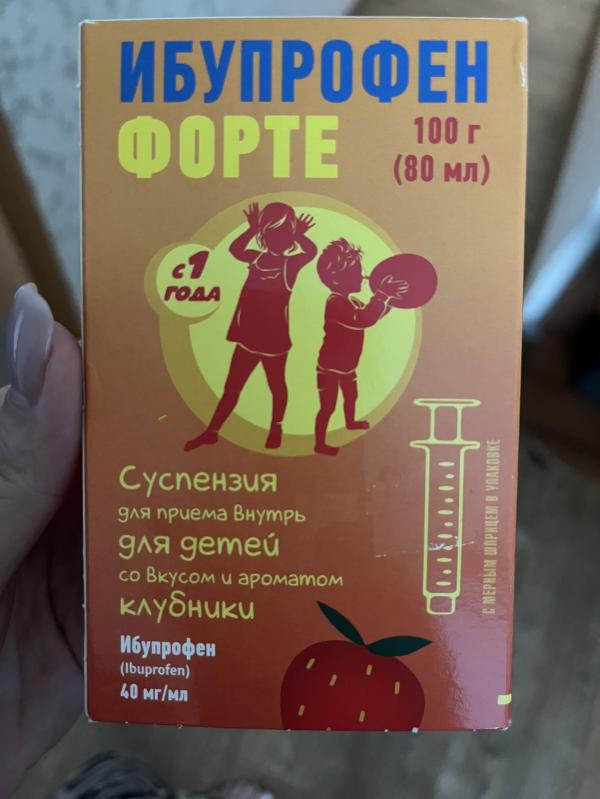 ИБУПРОФЕН
ФОРТЕ
100 г
(80 мл)
с 1
года
Суспензия
для приема внутрь
для детей
со вкусом и ароматом
клубники
Ибупрофен
(Ibuprofen)
40 мг/мл
С МЕРНЫМ ШПРИЦЕМ В УПАКОВКЕ